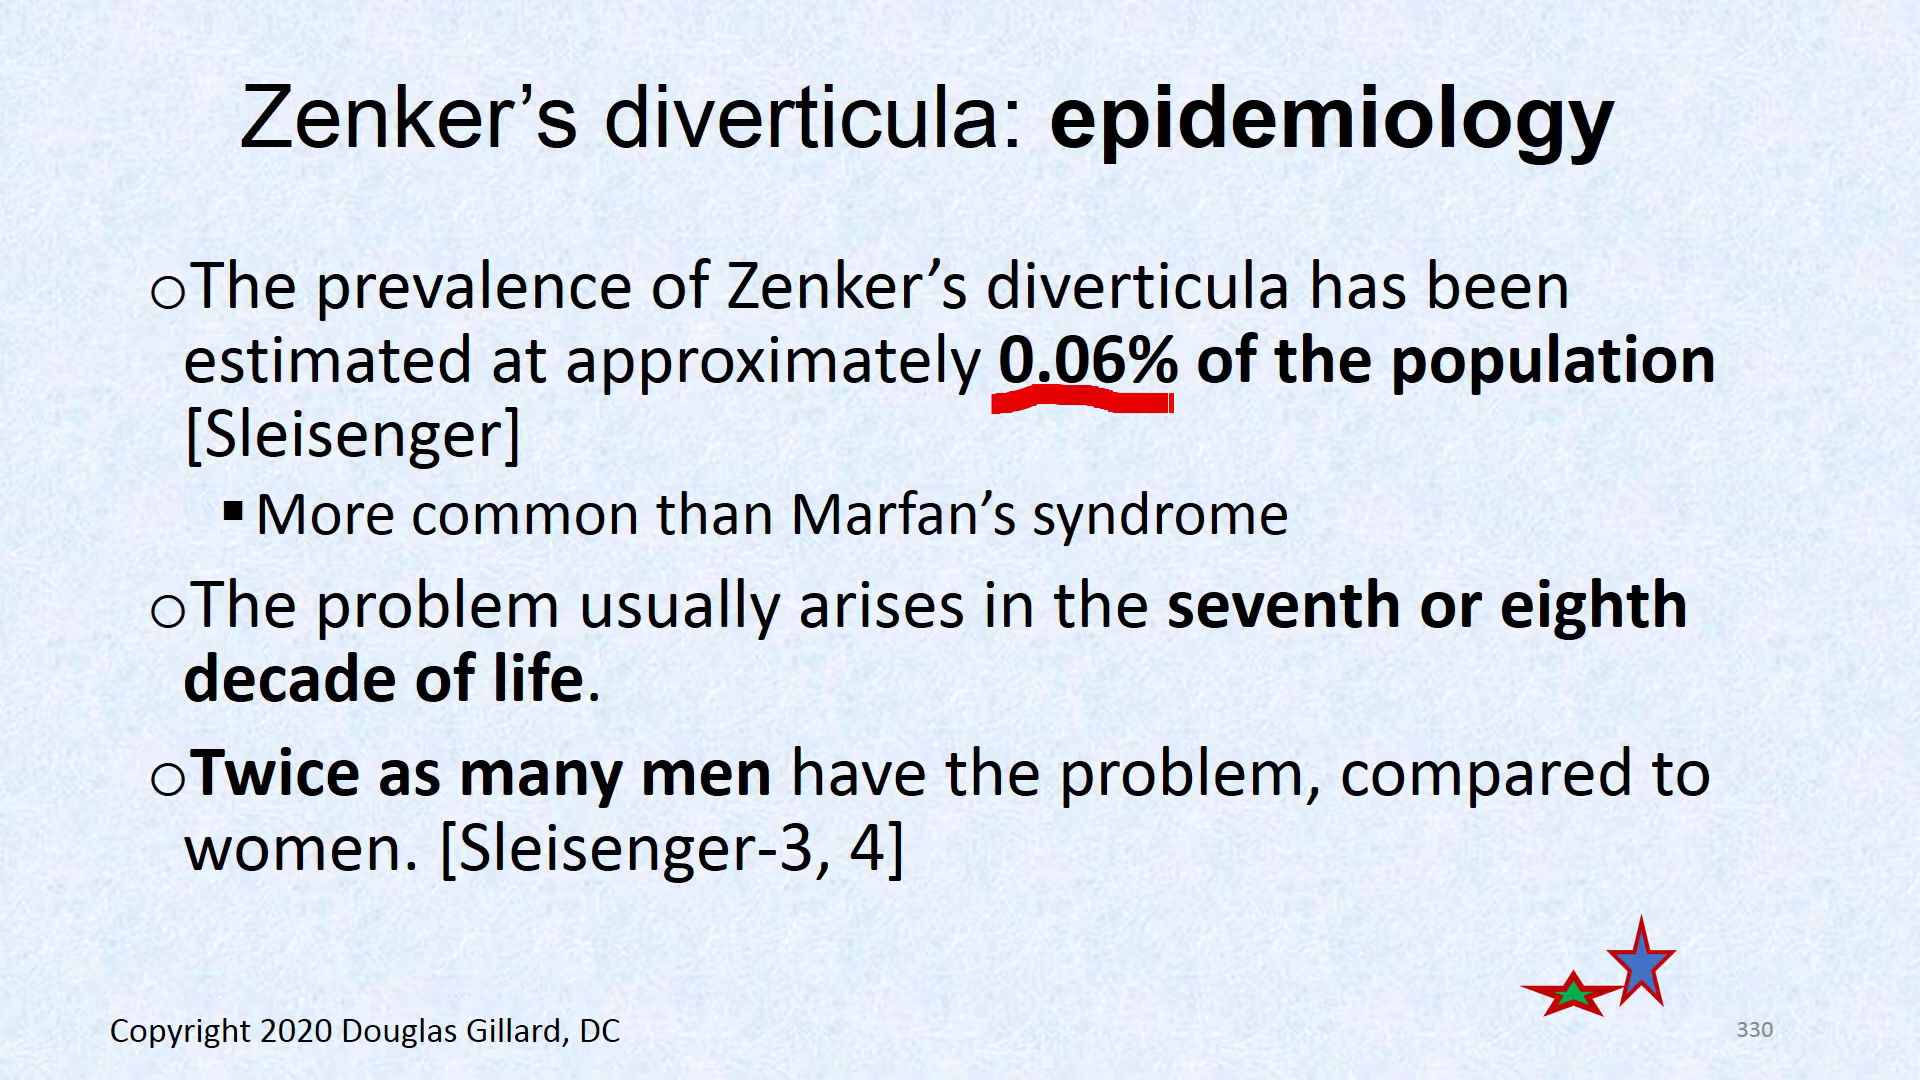 Zenker’s diverticula: epidemiology
The prevalence of Zenker’s diverticula has been
estimated at approximately 0.06% of the population
[Sleisenger]
More common than Marfan’s syndrome
The problem usually arises in the seventh or eighth
decade of life.
Twice as many men have the problem, compared to
women. [Sleisenger-3, 4]
Copyright 2020 Douglas Gillard, DC
330